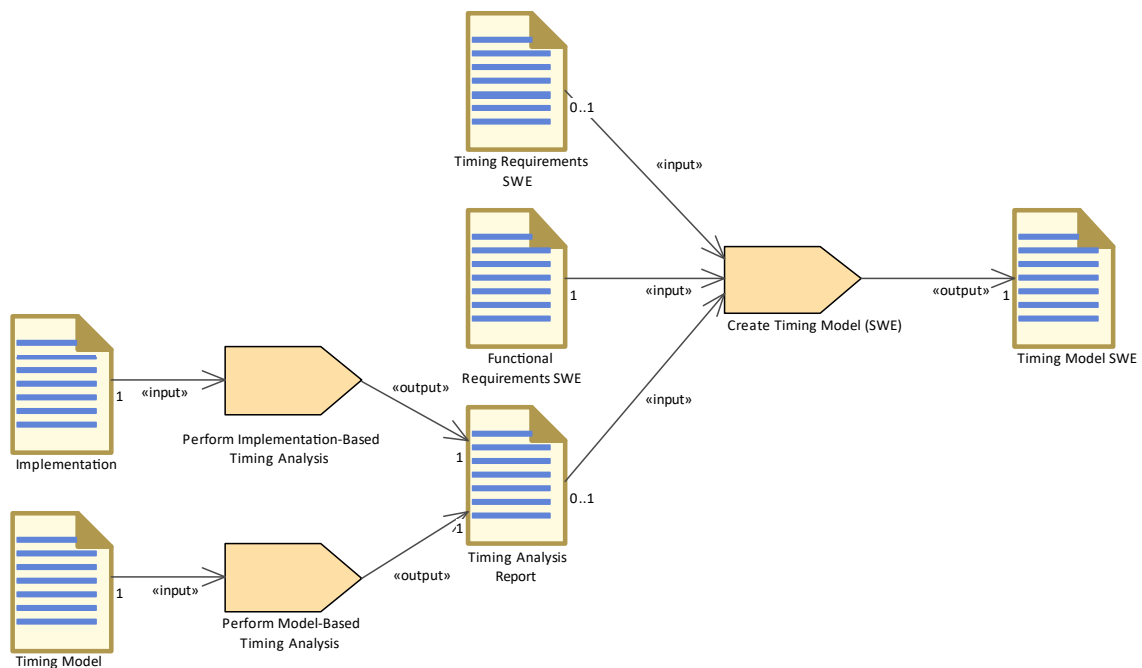 0..1
«input»
Timing Requirements
SWE
1
«input»
Functional
Requirements SWE
Create Timing Model (SWE)
«output»
1
Timing Model SWE
«input»
1
«input»
Implementation
Perform Implementation-Based
Timing Analysis
«output»
1
0..1
1
Timing Analysis
Report
«output»
1
«input»
Timing Model
Perform Model-Based
Timing Analysis